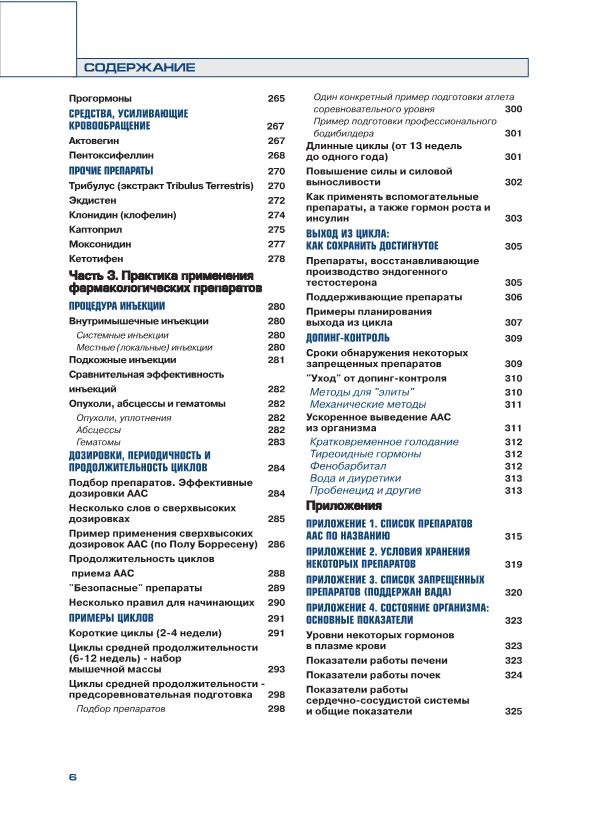 СОДЕРЖАНИЕ
Прогормоны 265
СРЕДСТВА, УСИЛИВАЮЩИЕ
КРОВООБРАЩЕНИЕ 267
Актовегин 267
Пентоксифеллин 268
ПРОЧИЕ ПРЕПАРАТЫ 270
Трибулус (экстракт Tribulus Terrestris) 270
Экдистен 272
Клонидин (клофелин) 274
Каптоприл 275
Моксонидин 277
Кетотифен 278
Часть 3. Практика применения
фармакологических препаратов
ПРОЦЕДУРА ИНЪЕКЦИИ 280
Внутримышечные инъекции 280
Системные инъекции 280
Местные (локальные) инъекции 280
Подкожные инъекции 281
Сравнительная эффективность
инъекций 282
Опухоли, абсцессы и гематомы 282
Опухоли, уплотнения 282
Абсцессы 282
Гематомы 283
ДОЗИРОВКИ, ПЕРИОДИЧНОСТЬ И
ПРОДОЛЖИТЕЛЬНОСТЬ ЦИКЛОВ 284
Подбор препаратов. Эффективные
дозировки ААС 284
Несколько слов о сверхвысоких
дозировках 285
Пример применения сверхвысоких
дозировок ААС (по Полу Борресену) 286
Продолжительность циклов
приема ААС 288
"Безопасные" препараты 289
Несколько правил для начинающих 290
ПРИМЕРЫ ЦИКЛОВ 291
Короткие циклы (2-4 недели) 291
Циклы средней продолжительности
(6-12 недель) - набор
мышечной массы 293
Циклы средней продолжительности -
предсоревновательная подготовка 298
Подбор препаратов 298
Один конкретный пример подготовки атлета
соревновательного уровня 300
Пример подготовки профессионального
бодибилдера 301
Длинные циклы (от 13 недель
до одного года) 301
Повышение силы и силовой
выносливости 302
Как применять вспомогательные
препараты, а также гормон роста и
инсулин 303
ВЫХОД ИЗ ЦИКЛА:
КАК СОХРАНИТЬ ДОСТИГНУТОЕ 305
Препараты, восстанавливающие
производство эндогенного
тестостерона 305
Поддерживающие препараты 306
Примеры планирования
выхода из цикла 307
ДОПИНГ-КОНТРОЛЬ 309
Сроки обнаружения некоторых
запрещенных препаратов 309
"Уход" от допинг-контроля 310
Методы для "элиты" 310
Механические методы 311
Ускоренное выведение ААС
из организма 311
Кратковременное голодание 312
Тиреоидные гормоны 312
Фенобарбитал 312
Вода и диуретики 313
Пробенецид и другие 313
Приложения
ПРИЛОЖЕНИЕ 1. СПИСОК ПРЕПАРАТОВ
ААС ПО НАЗВАНИЮ 315
ПРИЛОЖЕНИЕ 2. УСЛОВИЯ ХРАНЕНИЯ
НЕКОТОРЫХ ПРЕПАРАТОВ 319
ПРИЛОЖЕНИЕ 3. СПИСОК ЗАПРЕЩЕННЫХ
ПРЕПАРАТОВ (ПОДДЕРЖАН ВАДА) 320
ПРИЛОЖЕНИЕ 4. СОСТОЯНИЕ ОРГАНИЗМА:
ОСНОВНЫЕ ПОКАЗАТЕЛИ 323
Уровни некоторых гормонов
в плазме крови 323
Показатели работы печени 323
Показатели работы почек 324
Показатели работы
сердечно-сосудистой системы
и общие показатели 325
6